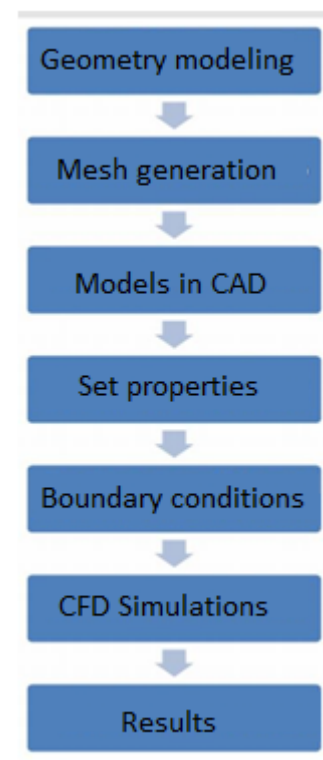 Geometry modeling
Mesh generation
Models in CAD
Set properties
Boundary conditions
CFD Simulations
Results